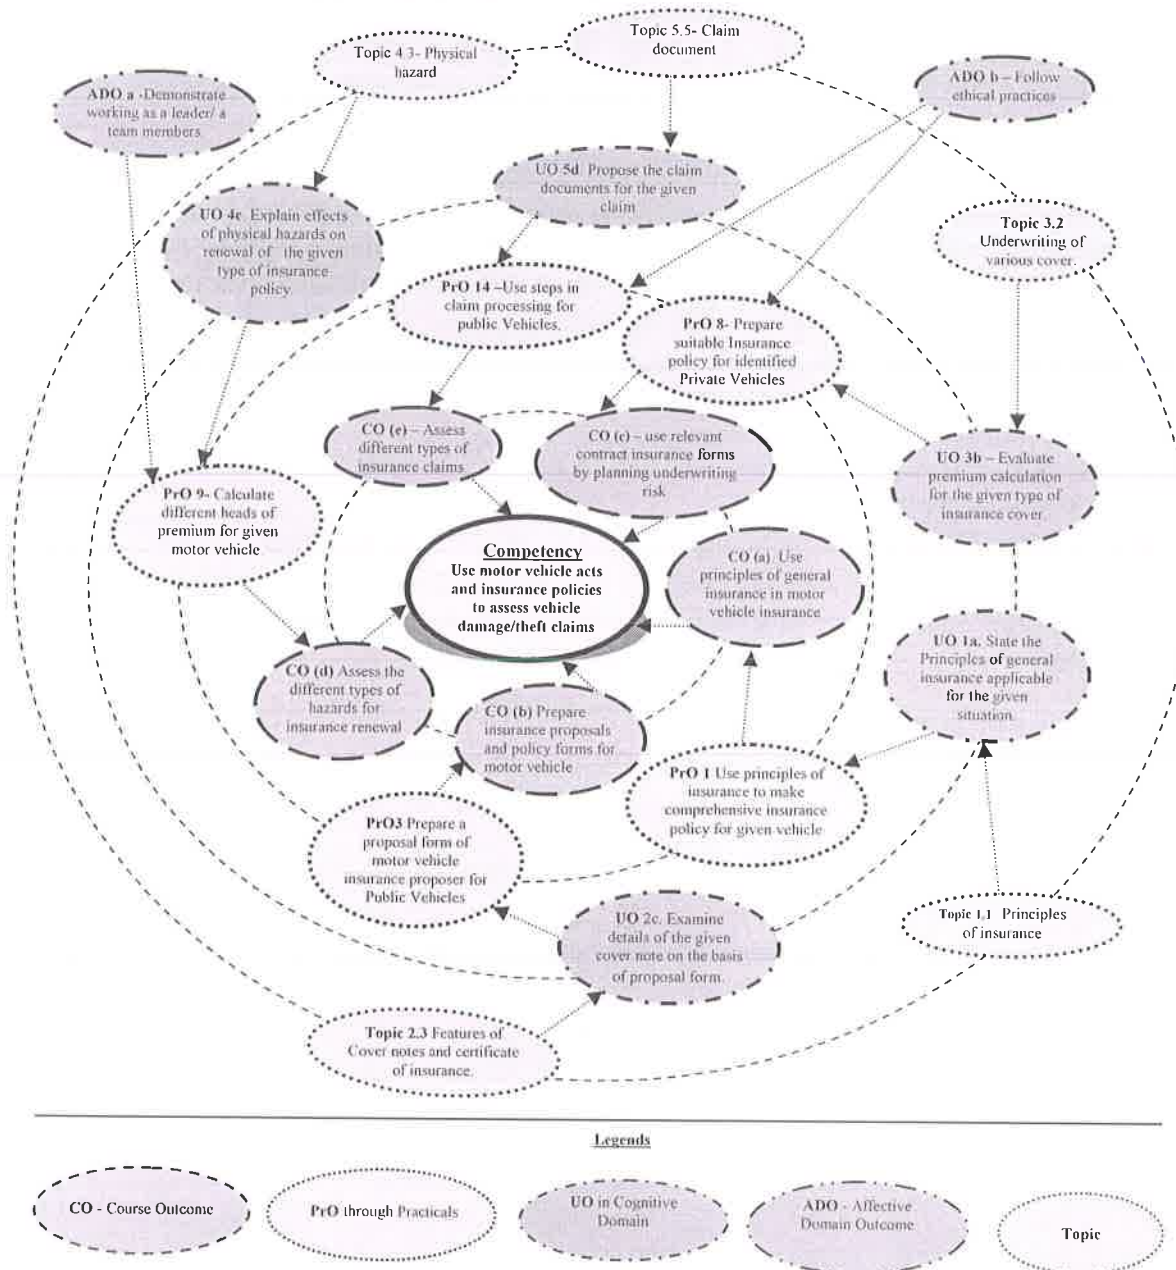 Topic 5.5- Claim
document
Topic 4.3- Physical
hazard
ADO a -Demonstrate
working as a leader/ a
team members
ADO b – Follow
ethical practices
UO 5d. Propose the claim
documents for the given
claim
UO 4c. Explain effects
of physical hazards on
renewal of the given
type of insurance
policy.
Topic 3.2
Underwriting of
various cover.
PrO 14 –Use steps in
claim processing for
public Vehicles.
PrO 8- Prepare
suitable Insurance
policy for identified
Private Vehicles
CO (e) – Assess
different types of
insurance claims
CO (c) – use relevant
contract insurance forms
by planning underwriting
risk
UO 3b – Evaluate
premium calculation
for the given type of
insurance cover.
PrO 9- Calculate
different heads of
premium for given
motor vehicle
Competency
Use motor vehicle acts
and insurance policies
to assess vehicle
damage/theft claims
CO (a). Use
principles of general
insurance in motor
vehicle insurance
UO 1a. State the
Principles of general
insurance applicable
for the given
situation
CO (d) Assess the
different types of
hazards for
insurance renewal
CO (b) Prepare
insurance proposals
and policy forms for
motor vehicle
PrO 1 Use principles of
insurance to make
comprehensive insurance
policy for given vehicle
PrO3 Prepare a
proposal form of
motor vehicle
insurance proposer for
Public Vehicles
UO 2c. Examine
details of the given
cover note on the basis
of proposal form.
Topic 1.1 Principles
of insurance
Topic 2.3 Features of
Cover notes and certificate
of insurance.
Legends
CO - Course Outcome
PrO through Practicals
UO in Cognitive
Domain
ADO - Affective
Domain Outcome
Topic